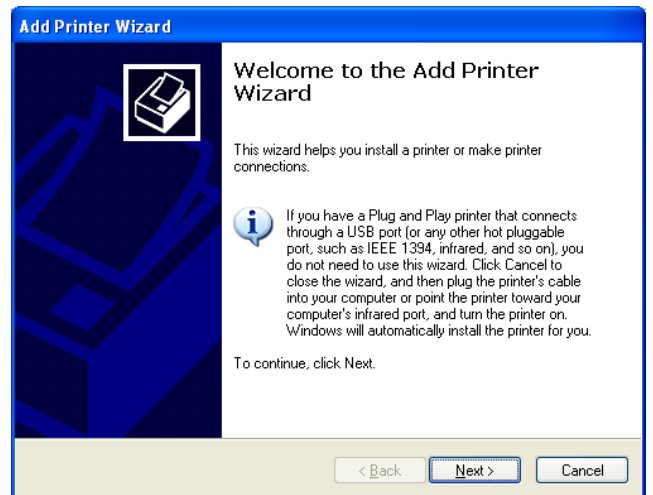 Add Printer Wizard
Welcome to the Add Printer
Wizard
This wizard helps you install a printer or make printer
connections.
If you have a Plug and Play printer that connects
through a USB port (or any other hot pluggable
port, such as IEEE 1394, infrared, and so on), you
do not need to use this wizard. Click Cancel to
close the wizard, and then plug the printer's cable
into your computer or point the printer toward your
computer's infrared port, and turn the printer on.
Windows will automatically install the printer for you.
To continue, click Next.
< Back Next > Cancel